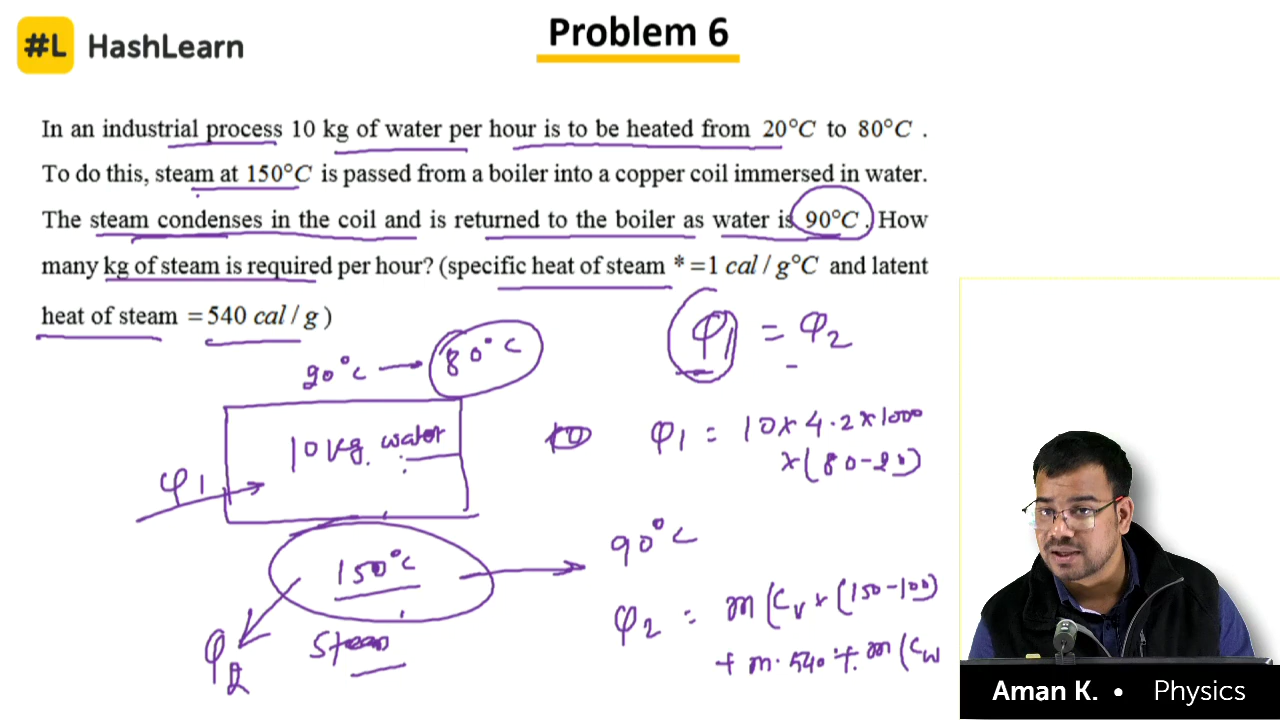 #L HashLearn
Problem 6
In an industrial process 10 kg of water per hour is to be heated from 20°C to 80°C .
To do this, steam at 150°C is passed from a boiler into a copper coil immersed in water.
The steam condenses in the coil and is returned to the boiler as water is 90°C. How
many kg of steam is required per hour? (specific heat of steam * =1 cal / g°C and latent
heat of steam = 540 cal / g )
φ1 = φ2
20°C → 80°C
10 kg. water
φ1
φ1 = 10 x 4.2 x 1000
x (80-20)
150°C
90°C
steam
φ2
φ2 = m (Cv x (150-100)
+ m. 540 + m (Cw
Aman K. • Physics